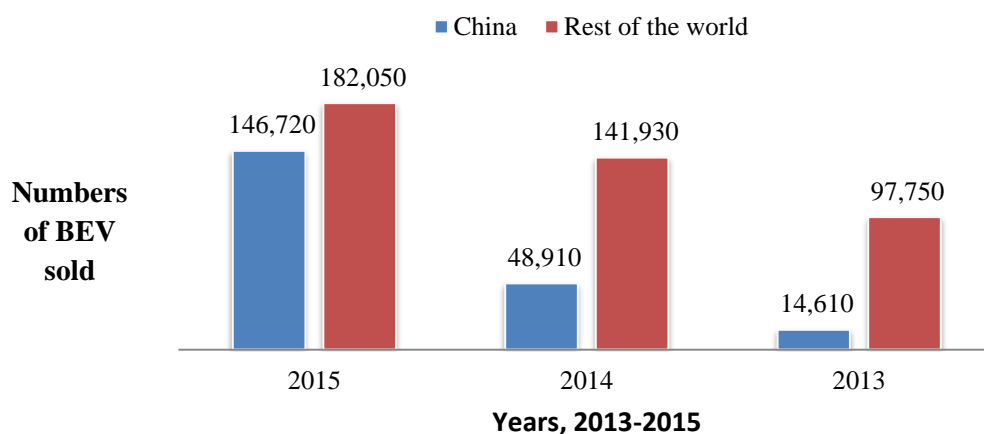 China Rest of the world
182,050
146,720
141,930
97,750
48,910
14,610
Numbers
of BEV
sold
2015 2014 2013
Years, 2013-2015